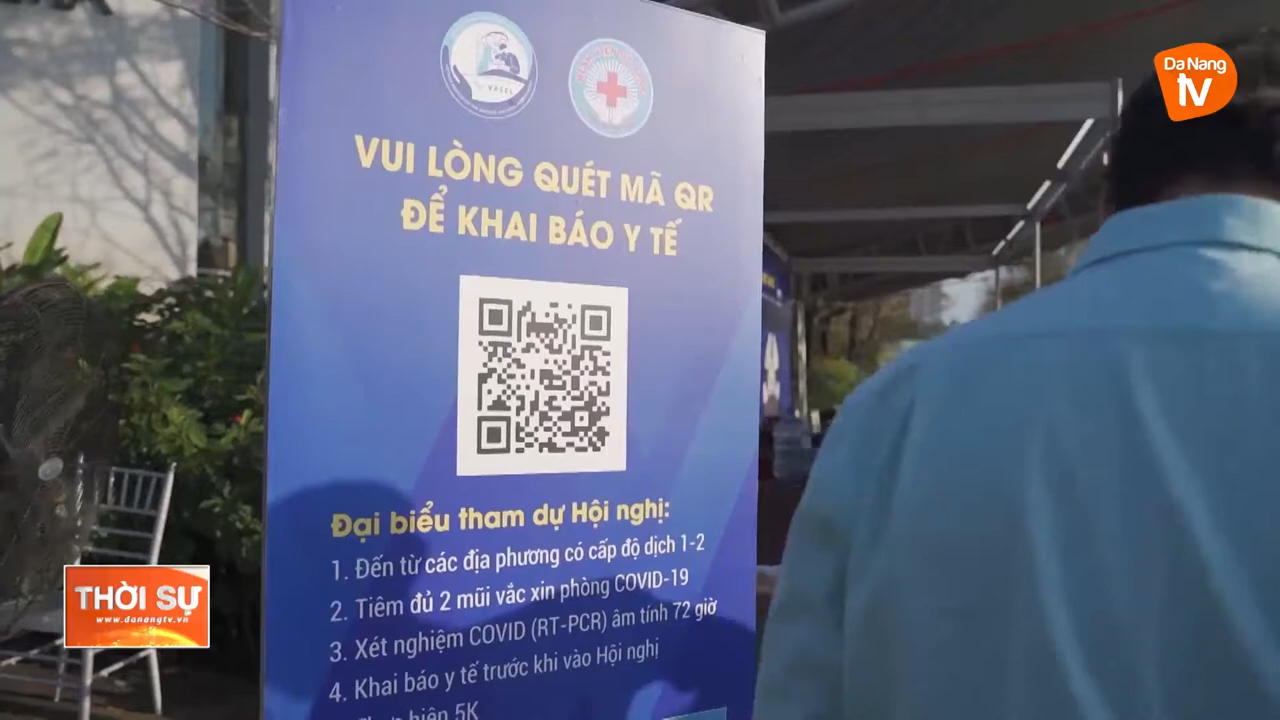 Da Nang
tv
VASEL
VUI LÒNG QUÉT MÃ QR
ĐỂ KHAI BÁO Y TẾ
Đại biểu tham dự Hội nghị:
1. Đến từ các địa phương có cấp độ dịch 1-2
2. Tiêm đủ 2 mũi vắc xin phòng COVID-19
3. Xét nghiệm COVID (RT-PCR) âm tính 72 giờ
4. Khai báo y tế trước khi vào Hội nghị
hiện 5K
THỜI SỰ
www.danangtv.vn